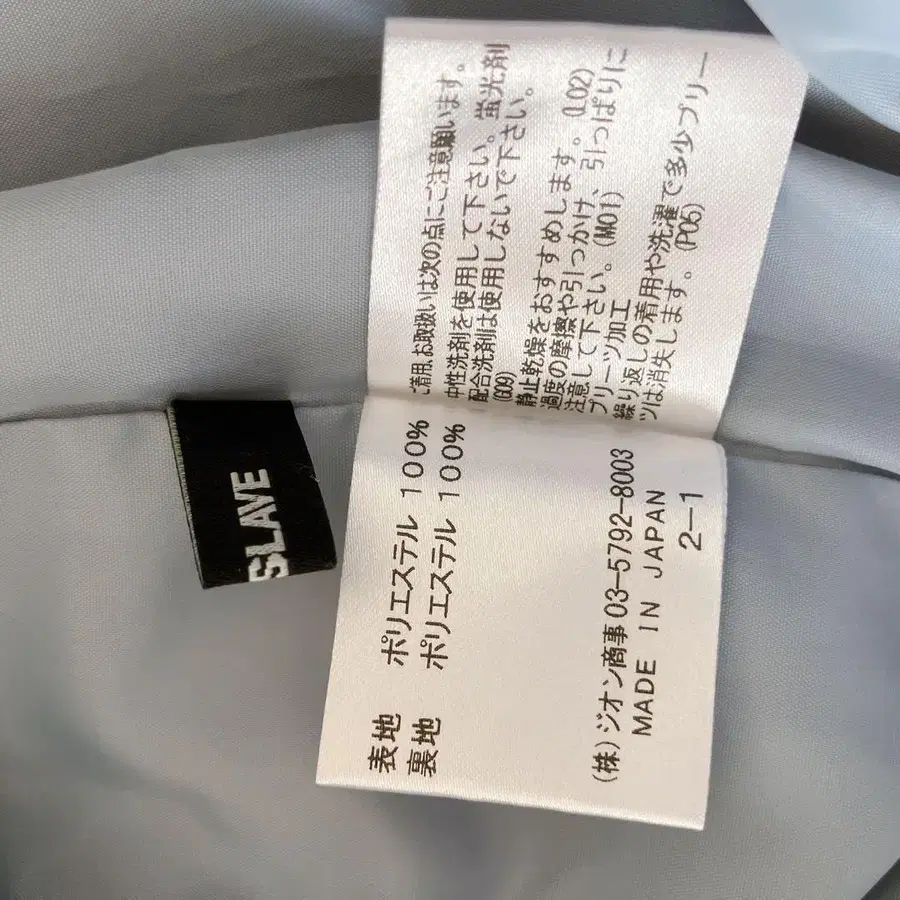 ご着用、お取扱いは次の点にご注意願います。
中性洗剤を使用して下さい。蛍光剤
配合洗剤は使用しないで下さい。
(G09)
静止乾燥をおすすめします。(L02)
過度の摩擦や引っかけ、引っぱりに
注意して下さい。(M01)
プリーツ加工
繰り返しの着用や洗濯で多少プリー
ツは消失します。(P05)
表地 ポリエステル 100%
裏地 ポリエステル 100%
(株)ジオン商事 03-5792-8003
MADE IN JAPAN
2-1
SLAVE